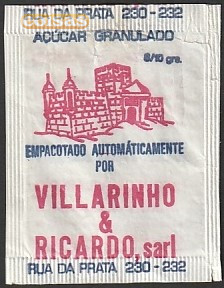 RUA DA PRATA 230-232
AÇÚCAR GRANULADO
8/10 grs.
EMPACOTADO AUTOMÁTICAMENTE
POR
VILLARINHO
&
RICARDO, sarl
RUA DA PRATA 230-232